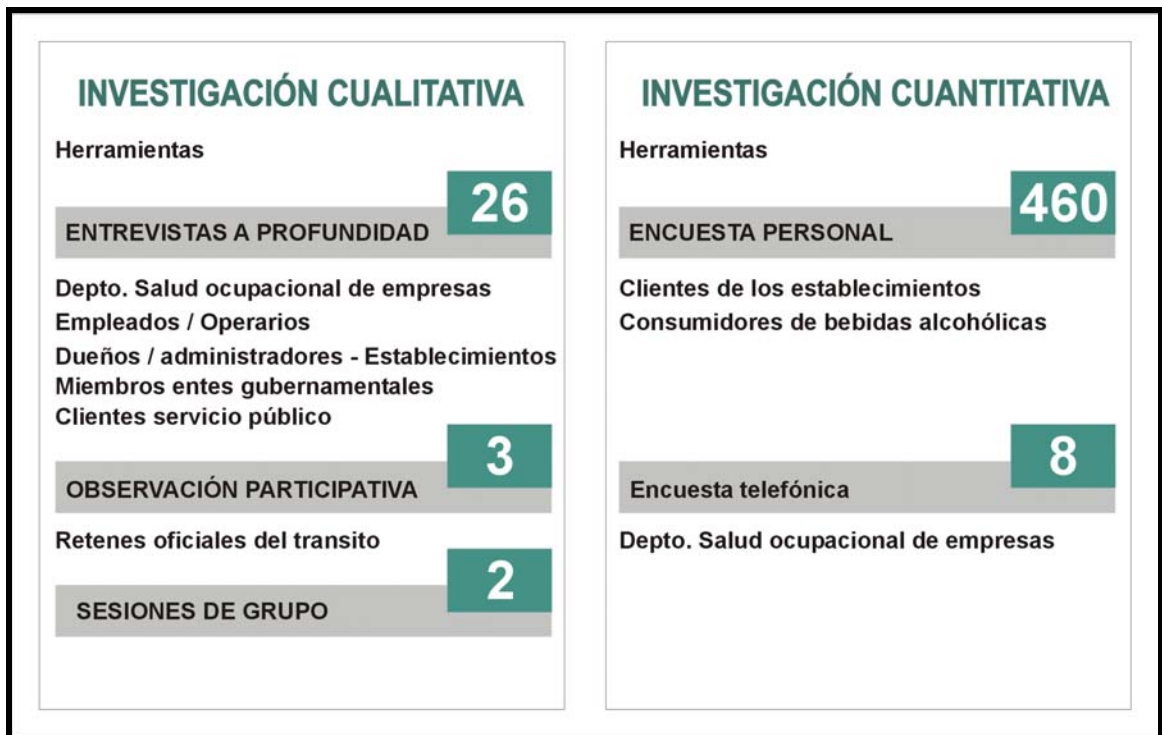 INVESTIGACIÓN CUALITATIVA
Herramientas
26
ENTREVISTAS A PROFUNDIDAD
Depto. Salud ocupacional de empresas
Empleados / Operarios
Dueños / administradores - Establecimientos
Miembros entes gubernamentales
Clientes servicio público
3
OBSERVACIÓN PARTICIPATIVA
Retenes oficiales del transito
2
SESIONES DE GRUPO
INVESTIGACIÓN CUANTITATIVA
Herramientas
460
ENCUESTA PERSONAL
Clientes de los establecimientos
Consumidores de bebidas alcohólicas
8
Encuesta telefónica
Depto. Salud ocupacional de empresas